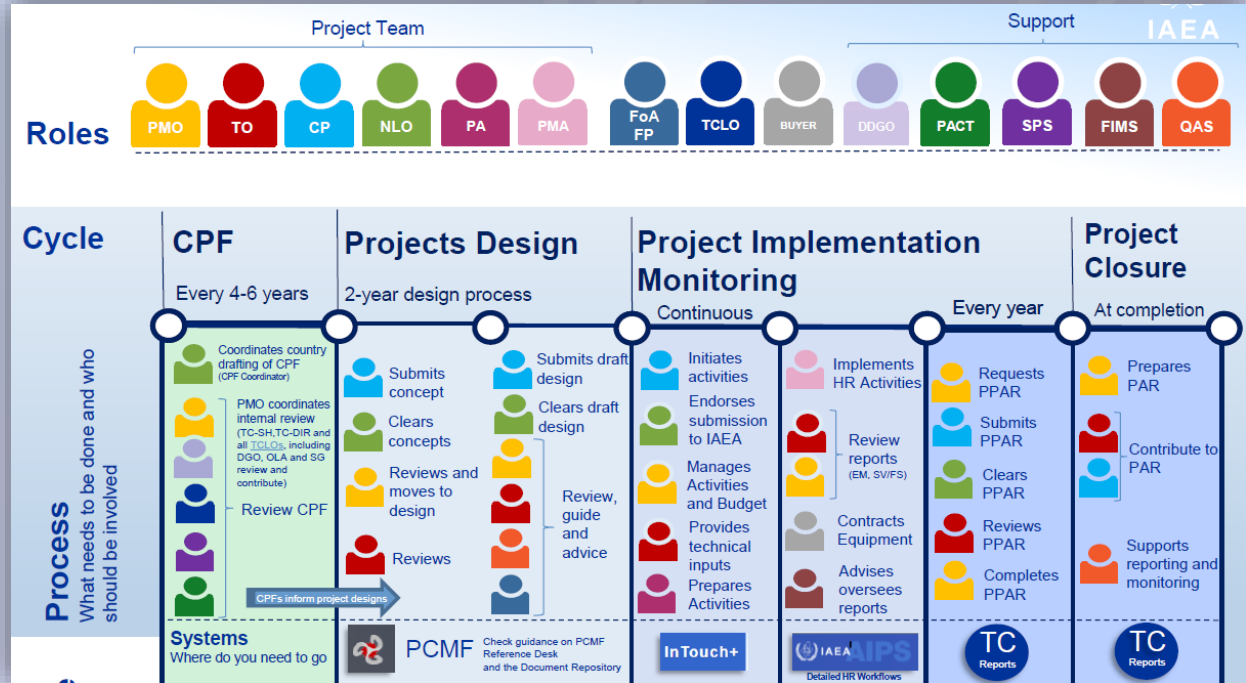 Project Team
Support
IAEA
Roles
PMO
TO
CP
NLO
PA
PMA
FoA
FP
TCLO
BUYER
DDGO
PACT
SPS
FIMS
QAS
Cycle
CPF
Every 4-6 years
Projects Design
2-year design process
Project Implementation
Monitoring
Continuous
Every year
Project
Closure
At completion
Process
What needs to be done and who
should be involved
Coordinates country
drafting of CPF
(CPF Coordinator)
PMO coordinates
internal review
(TC-SH,TC-DIR and
all TCLOs, including
DGO, OLA and SG
review and
contribute)
Review CPF
CPFs inform project designs
Submits
concept
Clears
concepts
Reviews and
moves to
design
Reviews
Submits draft
design
Clears draft
design
Review,
guide
and
advice
Initiates
activities
Endorses
submission
to IAEA
Manages
Activities
and Budget
Provides
technical
inputs
Prepares
Activities
Implements
HR Activities
Review
reports
(EM, SV/FS)
Contracts
Equipment
Advises
oversees
reports
Requests
PPAR
Submits
PPAR
Clears
PPAR
Reviews
PPAR
Completes
PPAR
Prepares
PAR
Contribute to
PAR
Supports
reporting and
monitoring
Systems
Where do you need to go
PCMF
Check guidance on PCMF
Reference Desk
and the Document Repository
InTouch+
IAEA AIPS
Detailed HR Workflows
TC
Reports
TC
Reports